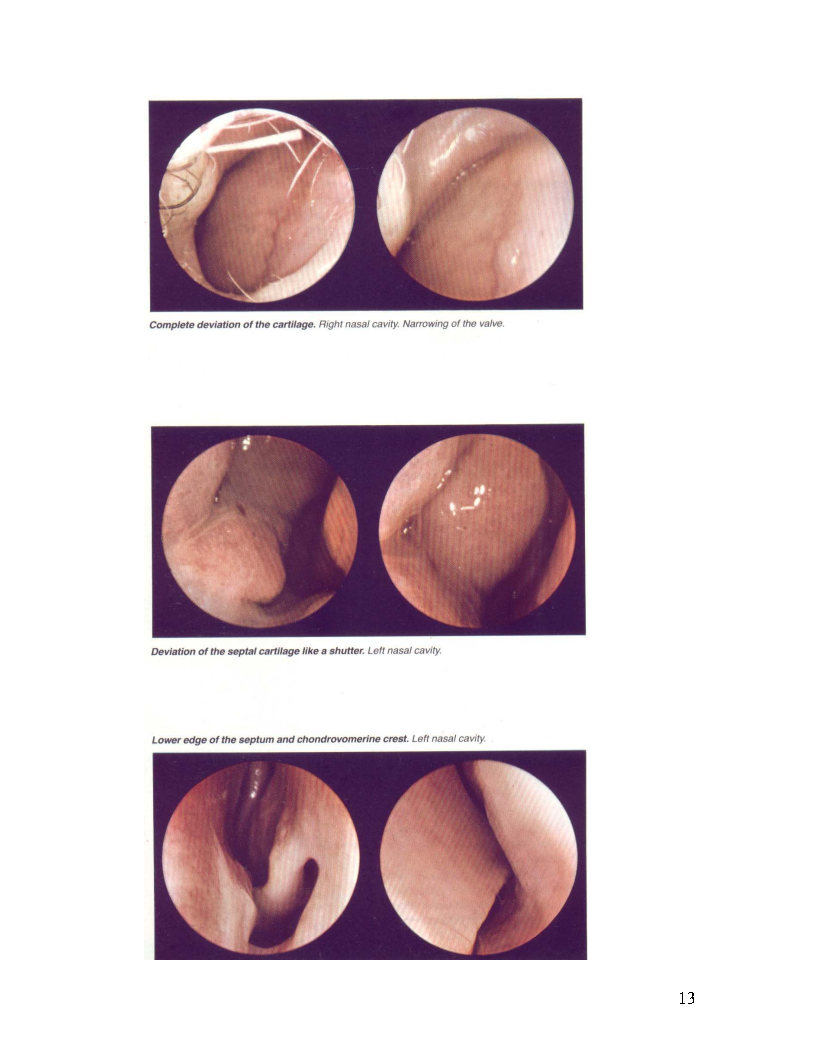 Complete deviation of the cartilage. Right nasal cavity. Narrowing of the valve.
Deviation of the septal cartilage like a shutter. Left nasal cavity.
Lower edge of the septum and chondrovomerine crest. Left nasal cavity.
13